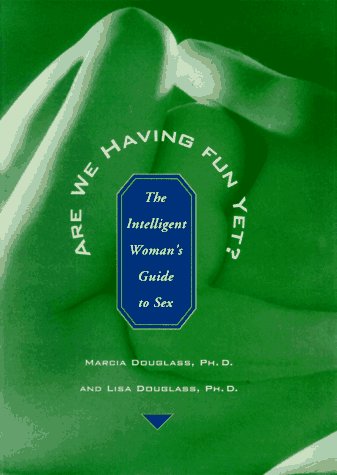 ARE WE HAVING FUN YET?
The
Intelligent
Woman's
Guide
to Sex
MARCIA DOUGLASS, PH.D.
AND LISA DOUGLASS, PH.D.